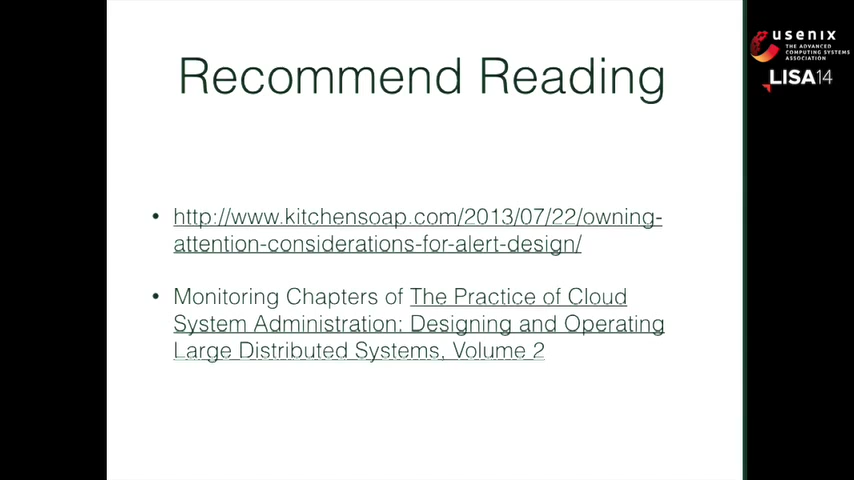 Recommend Reading
• http://www.kitchensoap.com/2013/07/22/owning-
attention-considerations-for-alert-design/
• Monitoring Chapters of The Practice of Cloud
System Administration: Designing and Operating
Large Distributed Systems, Volume 2
usenix
THE ADVANCED
COMPUTING SYSTEMS
ASSOCIATION
LISA14